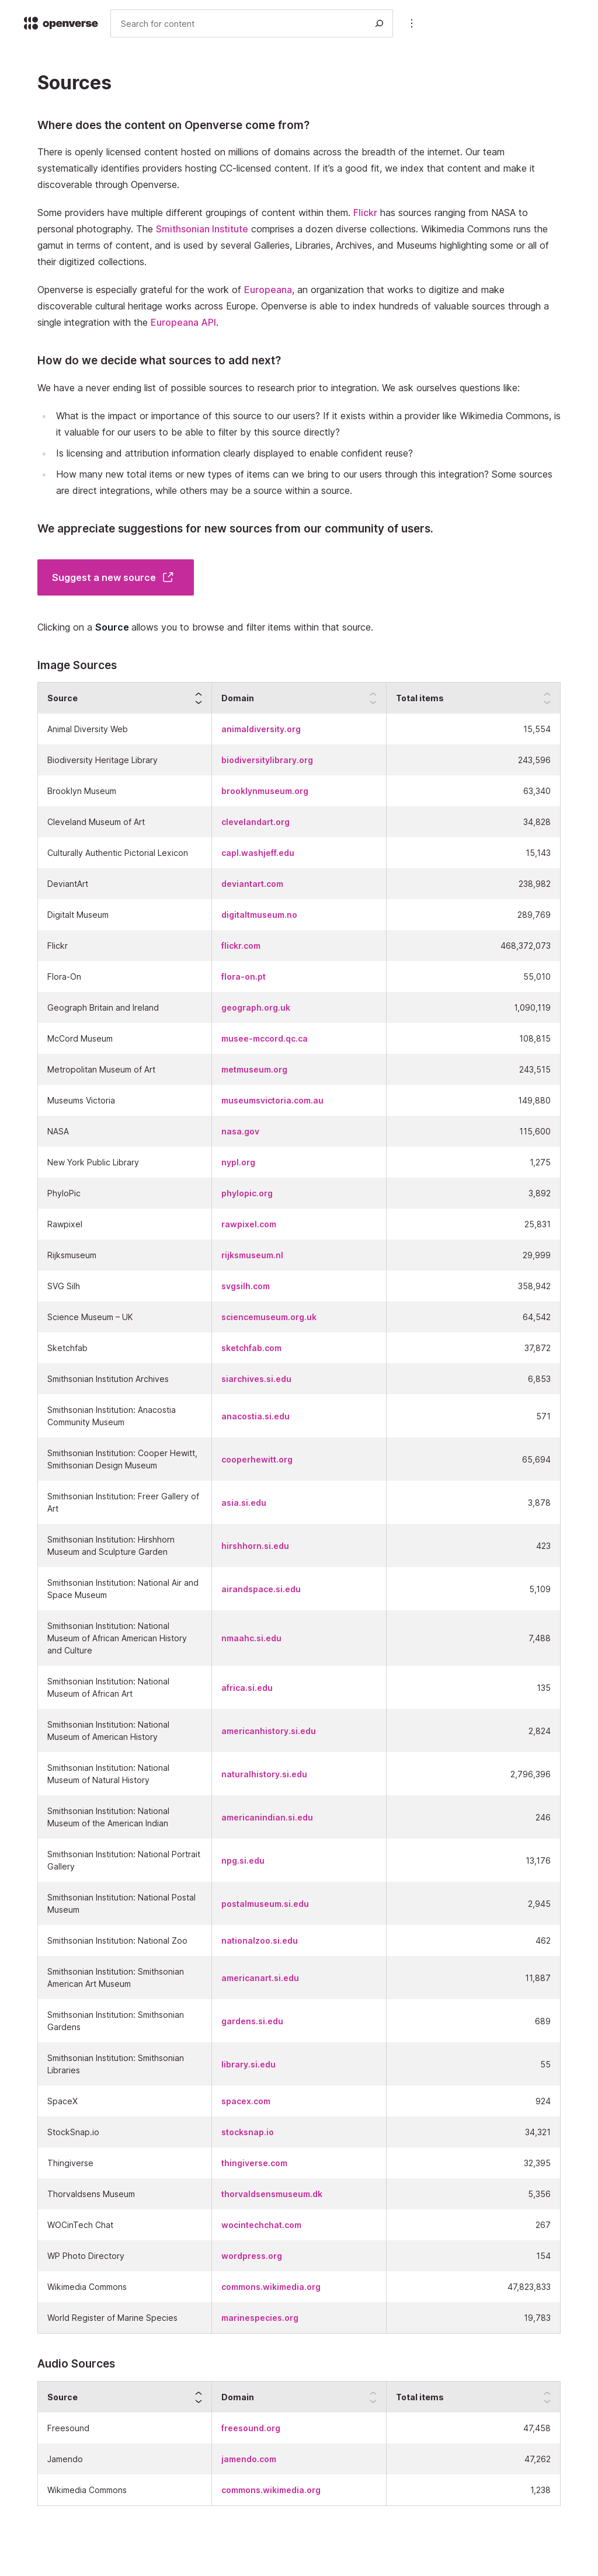 openverse
Search for content
Sources
Where does the content on Openverse come from?
There is openly licensed content hosted on millions of domains across the breadth of the internet. Our team
systematically identifies providers hosting CC-licensed content. If it's a good fit, we index that content and make it
discoverable through Openverse.
Some providers have multiple different groupings of content within them. Flickr has sources ranging from NASA to
personal photography. The Smithsonian Institute comprises a dozen diverse collections. Wikimedia Commons runs the
gamut in terms of content, and is used by several Galleries, Libraries, Archives, and Museums highlighting some or all of
their digitized collections.
Openverse is especially grateful for the work of Europeana, an organization that works to digitize and make
discoverable cultural heritage works across Europe. Openverse is able to index hundreds of valuable sources through a
single integration with the Europeana API.
How do we decide what sources to add next?
We have a never ending list of possible sources to research prior to integration. We ask ourselves questions like:
What is the impact or importance of this source to our users? If it exists within a provider like Wikimedia Commons, is
it valuable for our users to be able to filter by this source directly?
Is licensing and attribution information clearly displayed to enable confident reuse?
How many new total items or new types of items can we bring to our users through this integration? Some sources
are direct integrations, while others may be a source within a source.
We appreciate suggestions for new sources from our community of users.
Suggest a new source
Clicking on a Source allows you to browse and filter items within that source.
Image Sources
Source Domain Total items
Animal Diversity Web animaldiversity.org 15,554
Biodiversity Heritage Library biodiversitylibrary.org 243,596
Brooklyn Museum brooklynmuseum.org 63,340
Cleveland Museum of Art clevelandart.org 34,828
Culturally Authentic Pictorial Lexicon capl.washjeff.edu 15,143
DeviantArt deviantart.com 238,982
Digitalt Museum digitaltmuseum.no 289,769
Flickr flickr.com 468,372,073
Flora-On flora-on.pt 55,010
Geograph Britain and Ireland geograph.org.uk 1,090,119
McCord Museum musee-mccord.qc.ca 108,815
Metropolitan Museum of Art metmuseum.org 243,515
Museums Victoria museumsvictoria.com.au 149,880
NASA nasa.gov 115,600
New York Public Library nypl.org 1,275
PhyloPic phylopic.org 3,892
Rawpixel rawpixel.com 25,831
Rijksmuseum rijksmuseum.nl 29,999
SVG Silh svgsilh.com 358,942
Science Museum – UK sciencemuseum.org.uk 64,542
Sketchfab sketchfab.com 37,872
Smithsonian Institution Archives siarchives.si.edu 6,853
Smithsonian Institution: Anacostia
Community Museum anacostia.si.edu 571
Smithsonian Institution: Cooper Hewitt,
Smithsonian Design Museum cooperhewitt.org 65,694
Smithsonian Institution: Freer Gallery of
Art asia.si.edu 3,878
Smithsonian Institution: Hirshhorn
Museum and Sculpture Garden hirshhorn.si.edu 423
Smithsonian Institution: National Air and
Space Museum airandspace.si.edu 5,109
Smithsonian Institution: National
Museum of African American History nmaahc.si.edu 7,488
and Culture
Smithsonian Institution: National
Museum of African Art africa.si.edu 135
Smithsonian Institution: National
Museum of American History americanhistory.si.edu 2,824
Smithsonian Institution: National
Museum of Natural History naturalhistory.si.edu 2,796,396
Smithsonian Institution: National
Museum of the American Indian americanindian.si.edu 246
Smithsonian Institution: National Portrait
Gallery npg.si.edu 13,176
Smithsonian Institution: National Postal
Museum postalmuseum.si.edu 2,945
Smithsonian Institution: National Zoo nationalzoo.si.edu 462
Smithsonian Institution: Smithsonian
American Art Museum americanart.si.edu 11,887
Smithsonian Institution: Smithsonian
Gardens gardens.si.edu 689
Smithsonian Institution: Smithsonian
Libraries library.si.edu 55
SpaceX spacex.com 924
StockSnap.io stocksnap.io 34,321
Thingiverse thingiverse.com 32,395
Thorvaldsens Museum thorvaldsensmuseum.dk 5,356
WOCinTech Chat wocintechchat.com 267
WP Photo Directory wordpress.org 154
Wikimedia Commons commons.wikimedia.org 47,823,833
World Register of Marine Species marinespecies.org 19,783
Audio Sources
Source Domain Total items
Freesound freesound.org 47,458
Jamendo jamendo.com 47,262
Wikimedia Commons commons.wikimedia.org 1,238